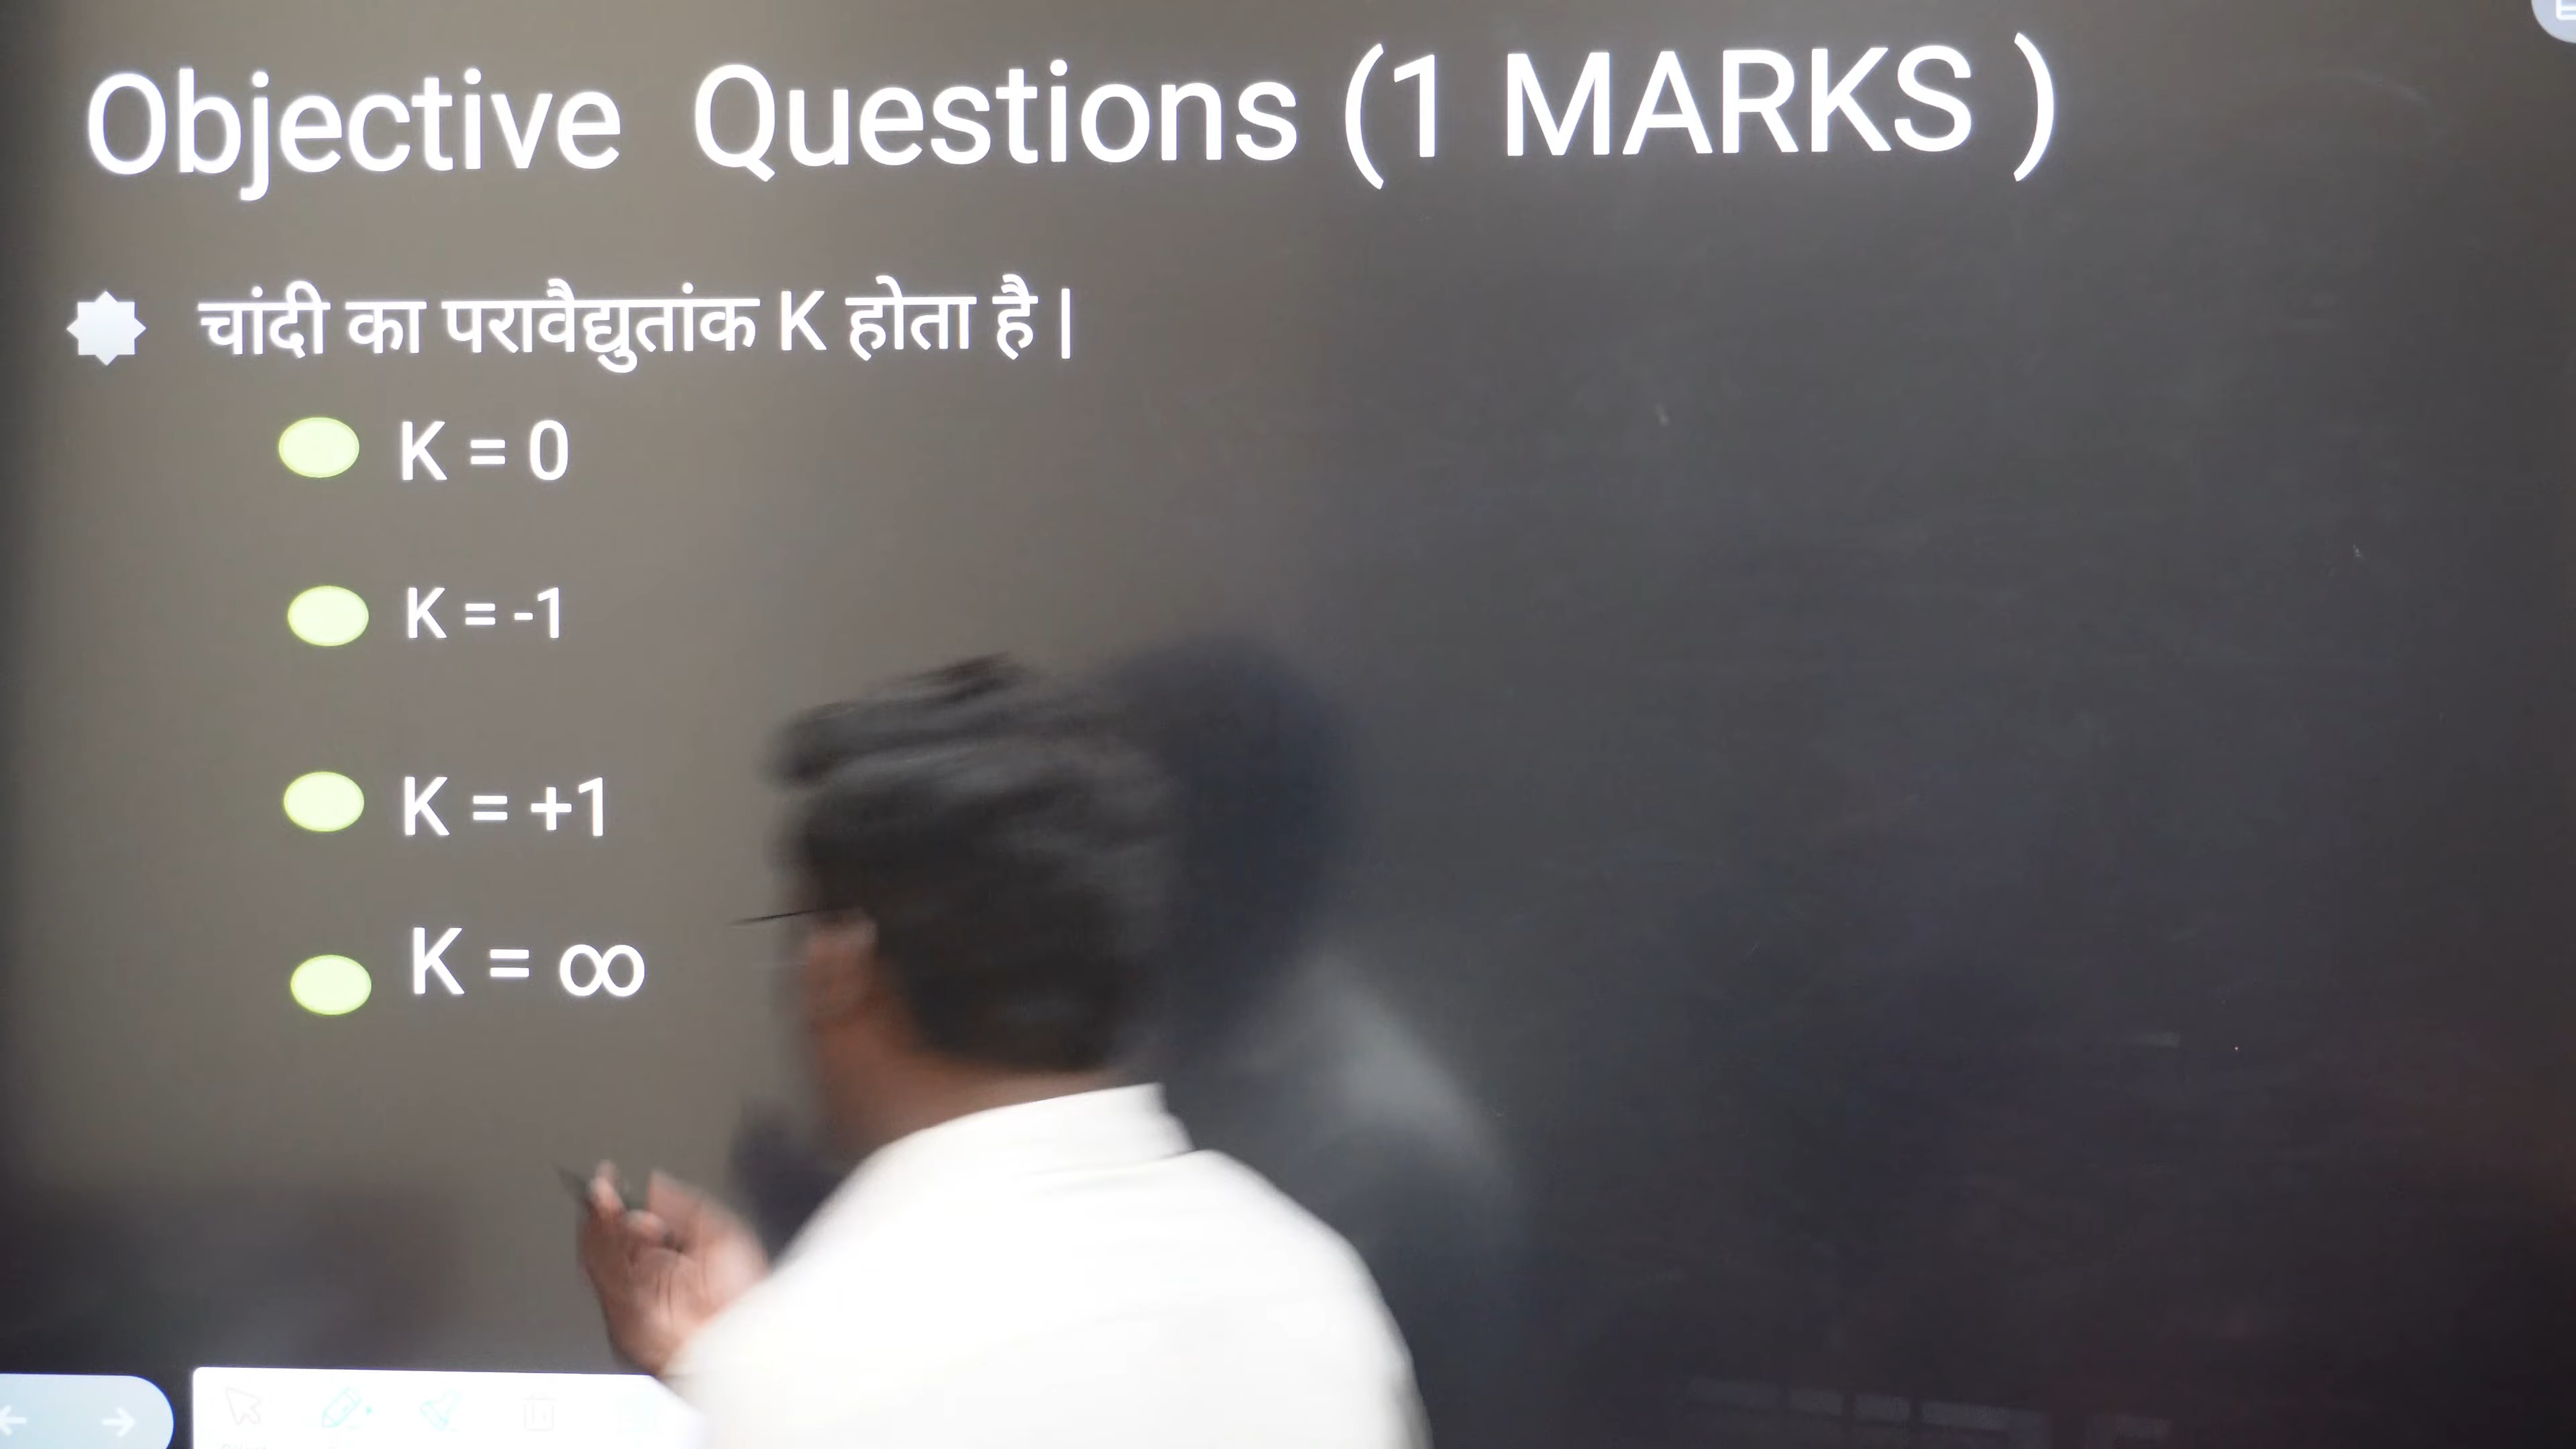 Objective Questions (1 MARKS )
चांदी का परावैद्युतांक K होता है |
K = 0
K = -1
K = +1
K = ∞